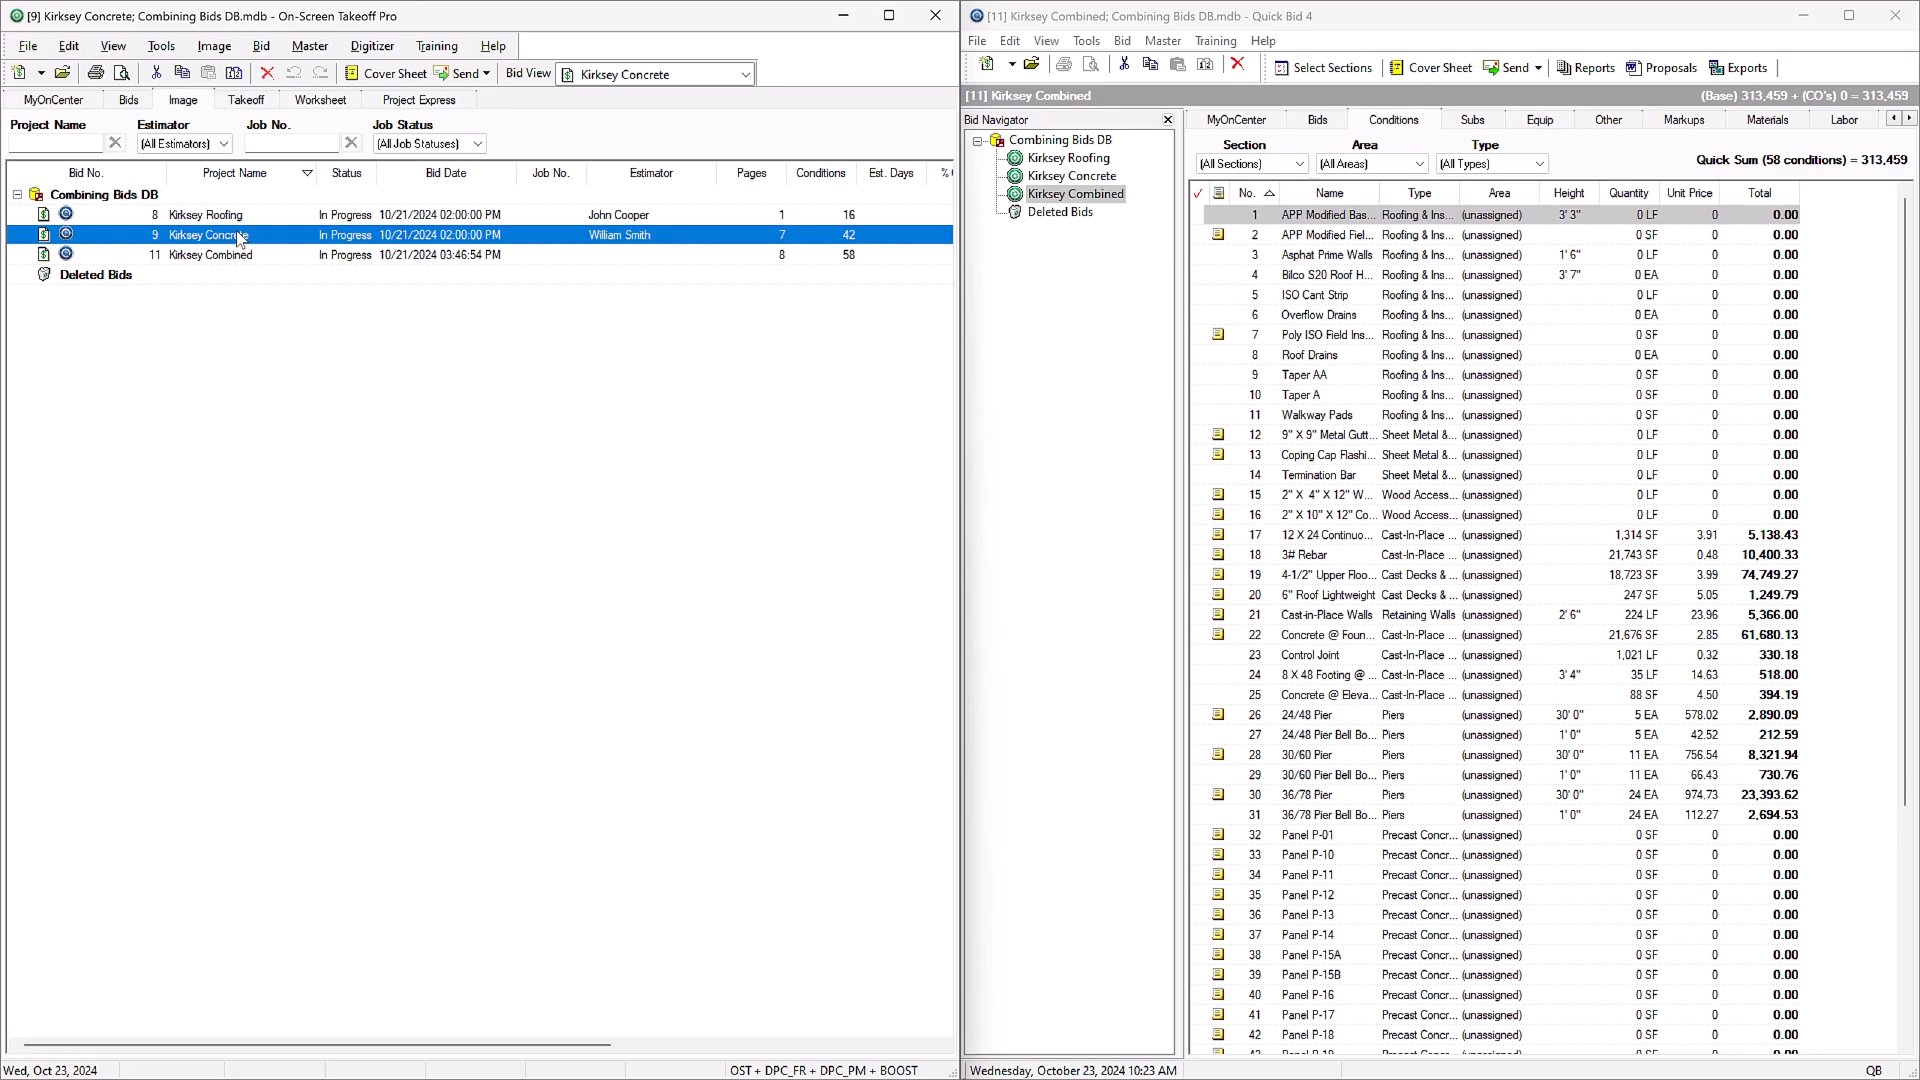 [9] Kirksey Concrete; Combining Bids DB.mdb - On-Screen Takeoff Pro
File Edit View Tools Image Bid Master Digitizer Training Help
Cover Sheet Send Bid View Kirksey Concrete
MyOnCenter Bids Image Takeoff Worksheet Project Express
Project Name Estimator Job No. Job Status
(All Estimators) (All Job Statuses)
Bid No. Project Name Status Bid Date Job No. Estimator Pages Conditions Est. Days
Combining Bids DB
8 Kirksey Roofing In Progress 10/21/2024 02:00:00 PM John Cooper 1 16
9 Kirksey Concrete In Progress 10/21/2024 02:00:00 PM William Smith 7 42
11 Kirksey Combined In Progress 10/21/2024 03:46:54 PM 8 58
Deleted Bids
Wed, Oct 23, 2024 OST + DPC_FR + DPC_PM + BOOST
[11] Kirksey Combined; Combining Bids DB.mdb - Quick Bid 4
File Edit View Tools Bid Master Training Help
Select Sections Cover Sheet Send Reports Proposals Exports
[11] Kirksey Combined (Base) 313,459 + (CO's) 0 = 313,459
Bid Navigator
Combining Bids DB
Kirksey Roofing
Kirksey Concrete
Kirksey Combined
Deleted Bids
MyOnCenter Bids Conditions Subs Equip Other Markups Materials Labor
Section Area Type
(All Sections) (All Areas) (All Types) Quick Sum (58 conditions) = 313,459
No. Name Type Area Height Quantity Unit Price Total
1 APP Modified Bas... Roofing & Ins... (unassigned) 3' 3" 0 LF 0 0.00
2 APP Modified Fiel... Roofing & Ins... (unassigned) 0 SF 0 0.00
3 Asphat Prime Walls Roofing & Ins... (unassigned) 1' 6" 0 LF 0 0.00
4 Bilco S20 Roof H... Roofing & Ins... (unassigned) 3' 7" 0 EA 0 0.00
5 ISO Cant Strip Roofing & Ins... (unassigned) 0 LF 0 0.00
6 Overflow Drains Roofing & Ins... (unassigned) 0 EA 0 0.00
7 Poly ISO Field Ins... Roofing & Ins... (unassigned) 0 SF 0 0.00
8 Roof Drains Roofing & Ins... (unassigned) 0 EA 0 0.00
9 Taper AA Roofing & Ins... (unassigned) 0 SF 0 0.00
10 Taper A Roofing & Ins... (unassigned) 0 SF 0 0.00
11 Walkway Pads Roofing & Ins... (unassigned) 0 SF 0 0.00
12 9" X 9" Metal Gutt... Sheet Metal &... (unassigned) 0 LF 0 0.00
13 Coping Cap Flashi... Sheet Metal &... (unassigned) 0 LF 0 0.00
14 Termination Bar Sheet Metal &... (unassigned) 0 LF 0 0.00
15 2" X 4" X 12" W... Wood Access... (unassigned) 0 LF 0 0.00
16 2" X 10" X 12" Co... Wood Access... (unassigned) 0 LF 0 0.00
17 12 X 24 Continuo... Cast-In-Place ... (unassigned) 1,314 SF 3.91 5,138.43
18 3# Rebar Cast-In-Place ... (unassigned) 21,743 SF 0.48 10,400.33
19 4-1/2" Upper Floo... Cast Decks & ... (unassigned) 18,723 SF 3.99 74,749.27
20 6" Roof Lightweight Cast Decks & ... (unassigned) 247 SF 5.05 1,249.79
21 Cast-in-Place Walls Retaining Walls (unassigned) 2' 6" 224 LF 23.96 5,366.00
22 Concrete @ Foun... Cast-In-Place ... (unassigned) 21,676 SF 2.85 61,680.13
23 Control Joint Cast-In-Place ... (unassigned) 1,021 LF 0.32 330.18
24 8 X 48 Footing @ ... Cast-In-Place ... (unassigned) 3' 4" 35 LF 14.63 518.00
25 Concrete @ Eleva... Cast-In-Place ... (unassigned) 88 SF 4.50 394.19
26 24/48 Pier Piers (unassigned) 30' 0" 5 EA 578.02 2,890.09
27 24/48 Pier Bell Bo... Piers (unassigned) 1' 0" 5 EA 42.52 212.59
28 30/60 Pier Piers (unassigned) 30' 0" 11 EA 756.54 8,321.94
29 30/60 Pier Bell Bo... Piers (unassigned) 1' 0" 11 EA 66.43 730.76
30 36/78 Pier Piers (unassigned) 30' 0" 24 EA 974.73 23,393.62
31 36/78 Pier Bell Bo... Piers (unassigned) 1' 0" 24 EA 112.27 2,694.53
32 Panel P-01 Precast Concr... (unassigned) 0 SF 0 0.00
33 Panel P-10 Precast Concr... (unassigned) 0 SF 0 0.00
34 Panel P-11 Precast Concr... (unassigned) 0 SF 0 0.00
35 Panel P-12 Precast Concr... (unassigned) 0 SF 0 0.00
36 Panel P-13 Precast Concr... (unassigned) 0 SF 0 0.00
37 Panel P-14 Precast Concr... (unassigned) 0 SF 0 0.00
38 Panel P-15A Precast Concr... (unassigned) 0 SF 0 0.00
39 Panel P-15B Precast Concr... (unassigned) 0 SF 0 0.00
40 Panel P-16 Precast Concr... (unassigned) 0 SF 0 0.00
41 Panel P-17 Precast Concr... (unassigned) 0 SF 0 0.00
42 Panel P-18 Precast Concr... (unassigned) 0 SF 0 0.00
Wednesday, October 23, 2024 10:23 AM QB